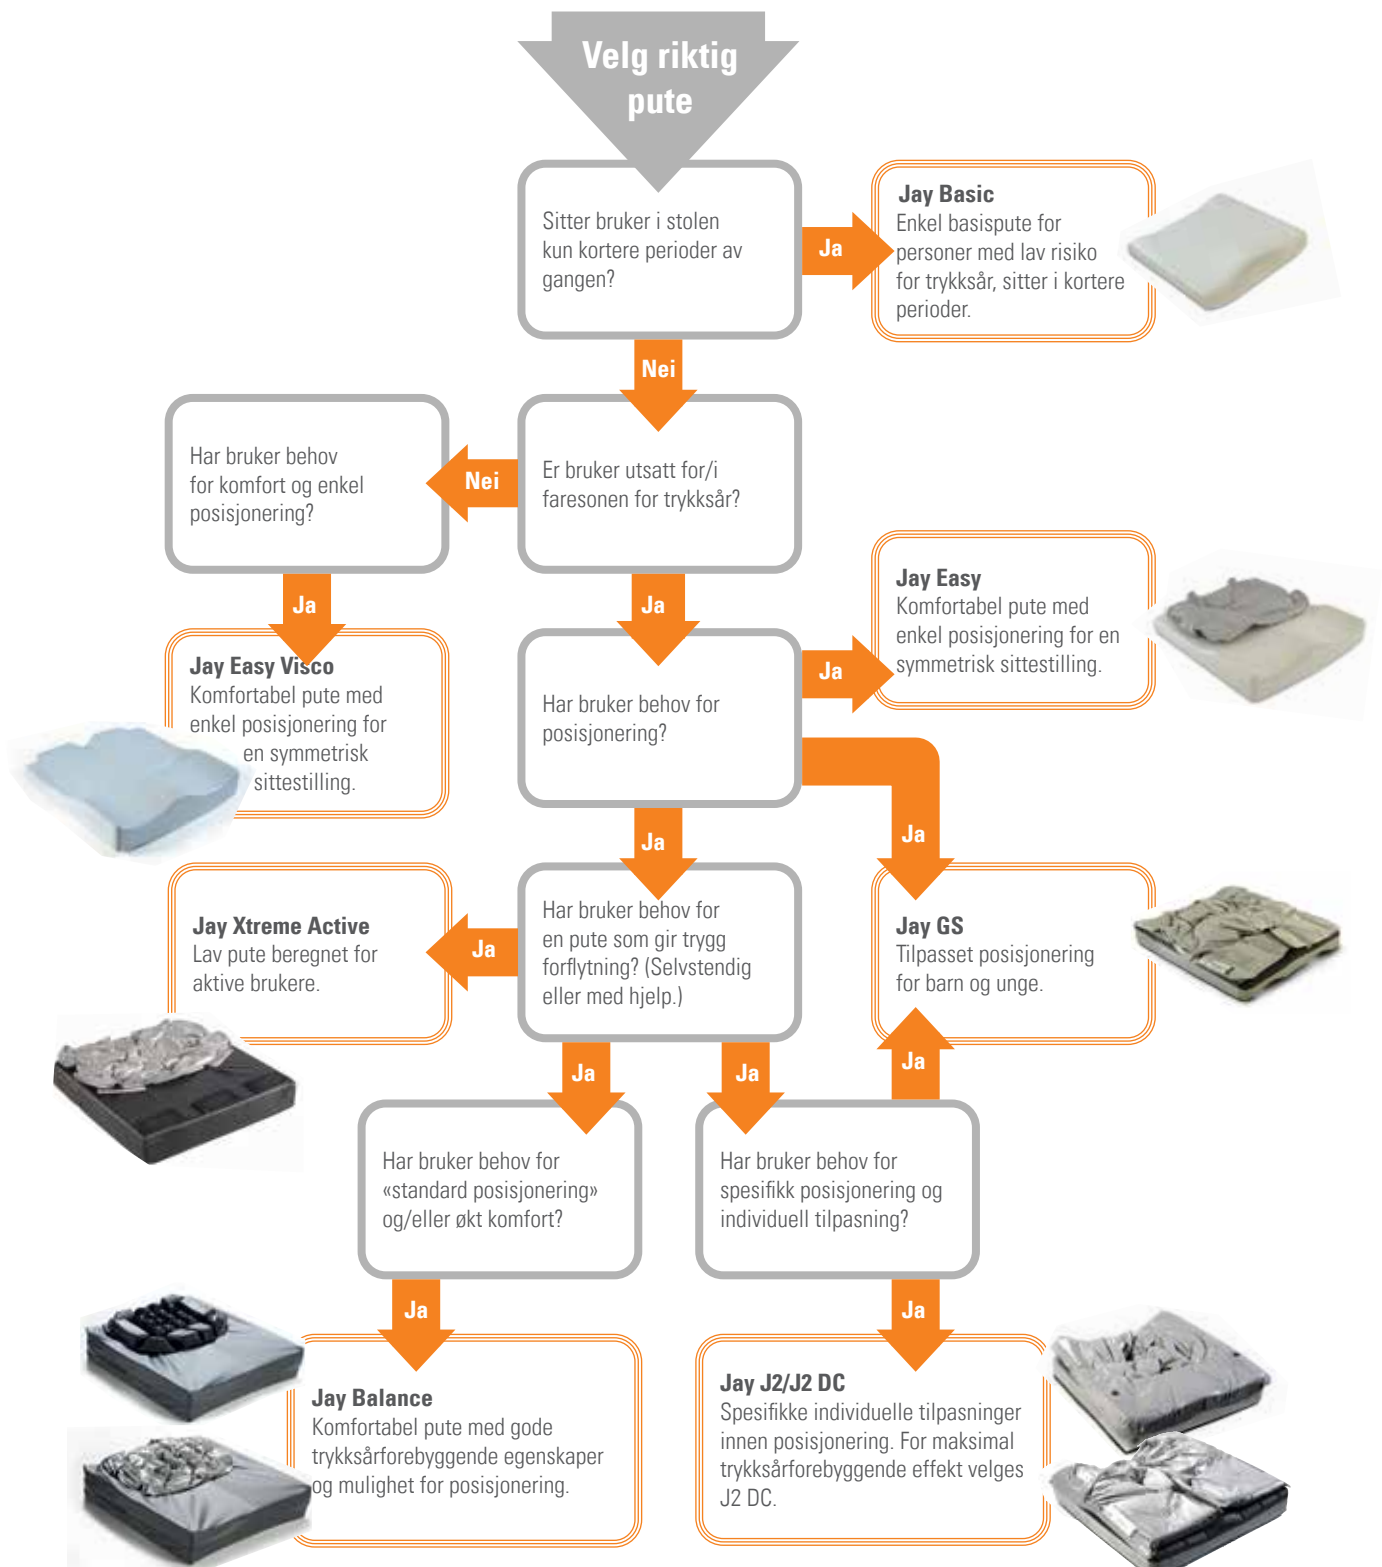 Velg riktig
pute
Sitter bruker i stolen
kun kortere perioder av
gangen?
Ja
Jay Basic
Enkel basispute for
personer med lav risiko
for trykksår, sitter i kortere
perioder.
Nei
Har bruker behov
for komfort og enkel
posisjonering?
Nei
Er bruker utsatt for/i
faresonen for trykksår?
Ja
Ja
Jay Easy
Komfortabel pute med
enkel posisjonering for en
symmetrisk sittestilling.
Jay Easy Visco
Komfortabel pute med
enkel posisjonering for
en symmetrisk
sittestilling.
Har bruker behov for
posisjonering?
Ja
Ja
Ja
Jay Xtreme Active
Lav pute beregnet for
aktive brukere.
Ja
Har bruker behov for
en pute som gir trygg
forflytning? (Selvstendig
eller med hjelp.)
Jay GS
Tilpasset posisjonering
for barn og unge.
Ja
Ja
Ja
Har bruker behov for
«standard posisjonering»
og/eller økt komfort?
Har bruker behov for
spesifikk posisjonering og
individuell tilpasning?
Ja
Ja
Jay Balance
Komfortabel pute med gode
trykksårforebyggende egenskaper
og mulighet for posisjonering.
Jay J2/J2 DC
Spesifikke individuelle tilpasninger
innen posisjonering. For maksimal
trykksårforebyggende effekt velges
J2 DC.